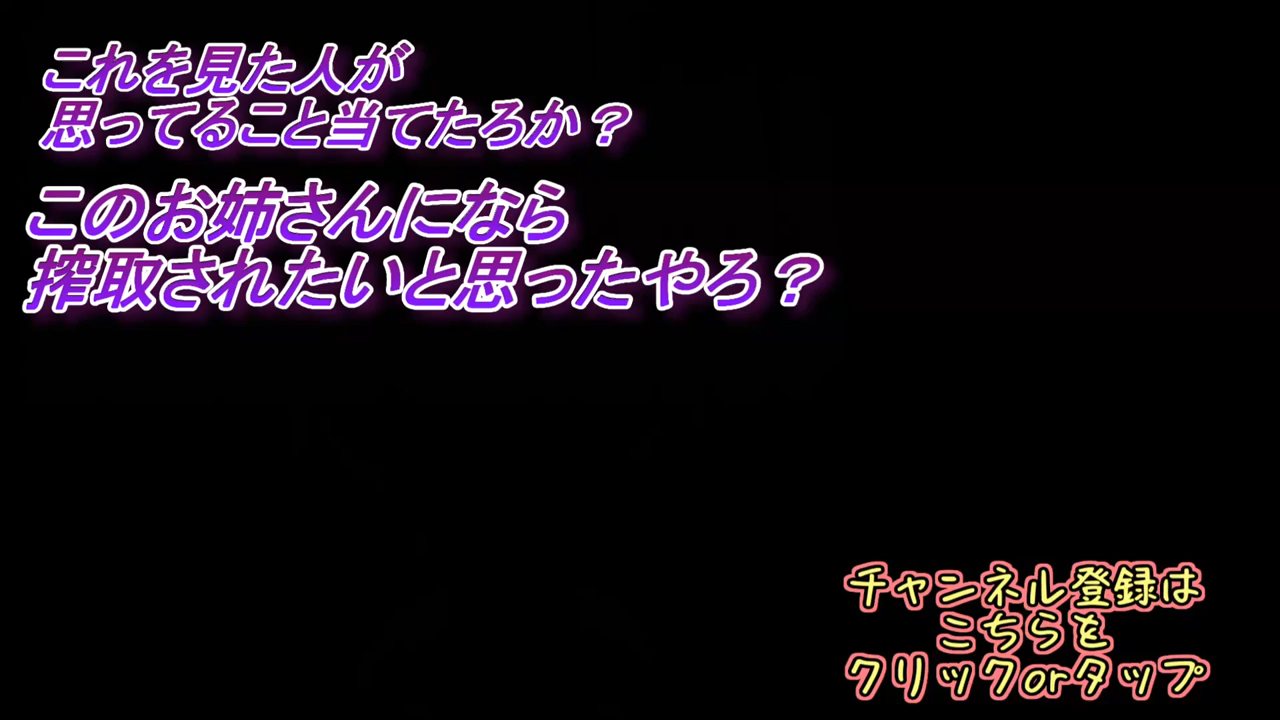 これを見た人が
思ってること当てたろか？
このお姉さんになら
搾取されたいと思ったやろ？
チャンネル登録は
こちらを
クリックorタップ